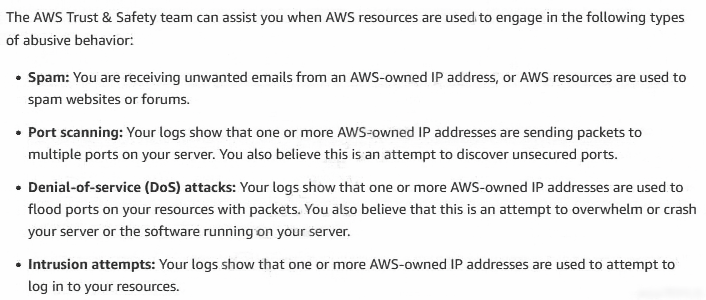 The AWS Trust & Safety team can assist you when AWS resources are used to engage in the following types
of abusive behavior:
• Spam: You are receiving unwanted emails from an AWS-owned IP address, or AWS resources are used to
spam websites or forums.
• Port scanning: Your logs show that one or more AWS-owned IP addresses are sending packets to
multiple ports on your server. You also believe this is an attempt to discover unsecured ports.
• Denial-of-service (DoS) attacks: Your logs show that one or more AWS-owned IP addresses are used to
flood ports on your resources with packets. You also believe that this is an attempt to overwhelm or crash
your server or the software running on your server.
• Intrusion attempts: Your logs show that one or more AWS-owned IP addresses are used to attempt to
log in to your resources.